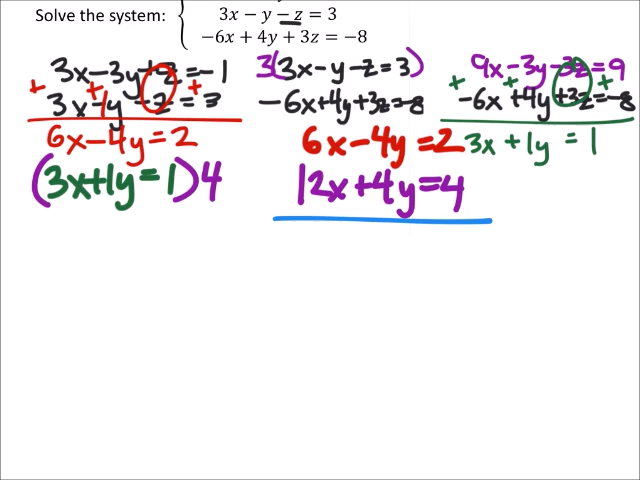 Solve the system:
3x − y − z = 3
−6x + 4y + 3z = −8
3x−3y+z=−1
3x−1y−z=3
6x−4y=2
(3x+1y=1)4
3(3x−y−z=3)
−6x+4y+3z=−8
6x−4y=2
12x+4y=4
9x−3y−3z=9
+ + +
−6x+4y+3z=−8
3x+1y=1